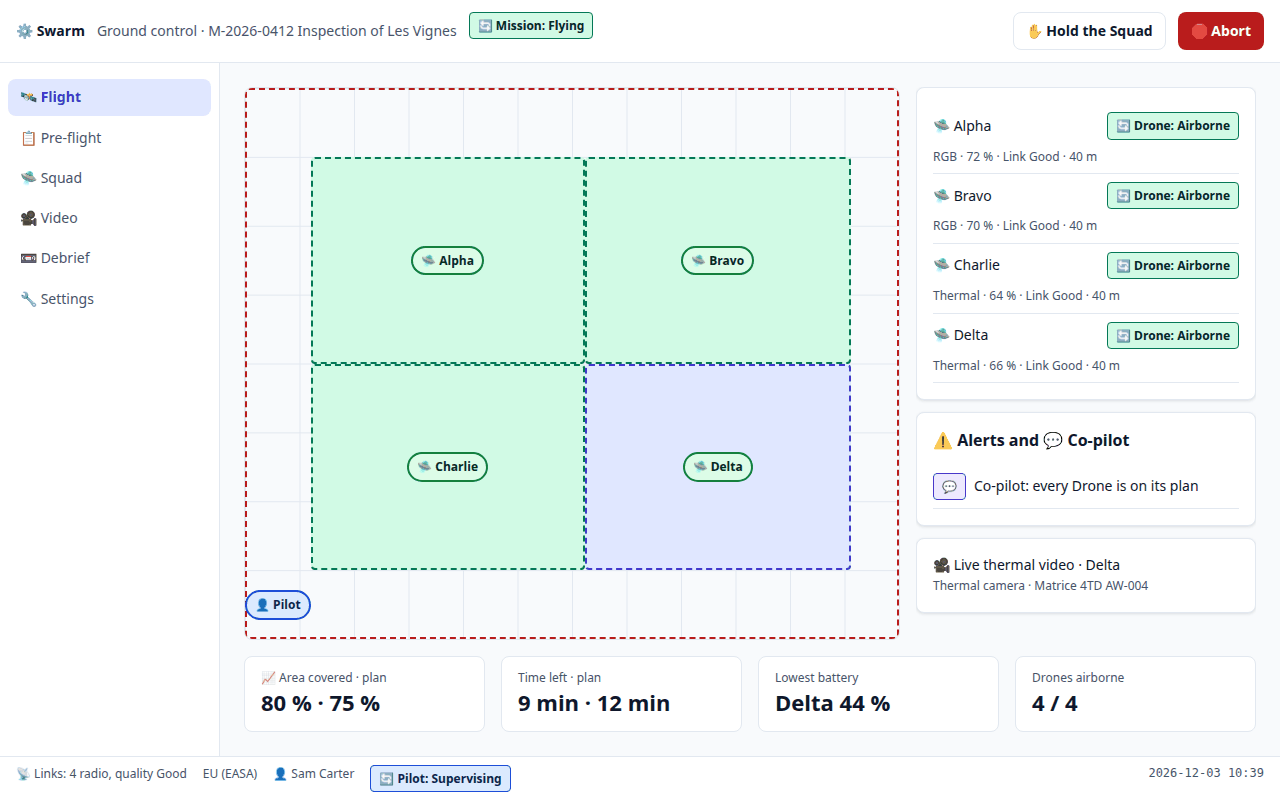 Swarm Ground control · M-2026-0412 Inspection of Les Vignes Mission: Flying Hold the Squad Abort
Flight
Pre-flight
Squad
Video
Debrief
Settings
Alpha
Bravo
Charlie
Delta
Pilot
Alpha Drone: Airborne
RGB · 72 % · Link Good · 40 m
Bravo Drone: Airborne
RGB · 70 % · Link Good · 40 m
Charlie Drone: Airborne
Thermal · 64 % · Link Good · 40 m
Delta Drone: Airborne
Thermal · 66 % · Link Good · 40 m
Alerts and Co-pilot
Co-pilot: every Drone is on its plan
Live thermal video · Delta
Thermal camera · Matrice 4TD AW-004
Area covered · plan
80 % · 75 %
Time left · plan
9 min · 12 min
Lowest battery
Delta 44 %
Drones airborne
4 / 4
Links: 4 radio, quality Good EU (EASA) Sam Carter Pilot: Supervising 2026-12-03 10:39